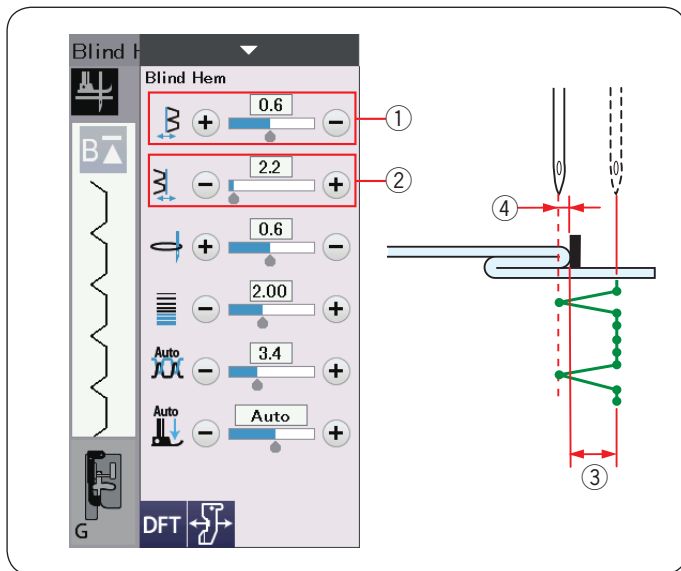 Blind H
Blind Hem
0.6
①
B
2.2
②
④
0.6
2.00
Auto
3.4
Auto
Auto
③
G
DFT